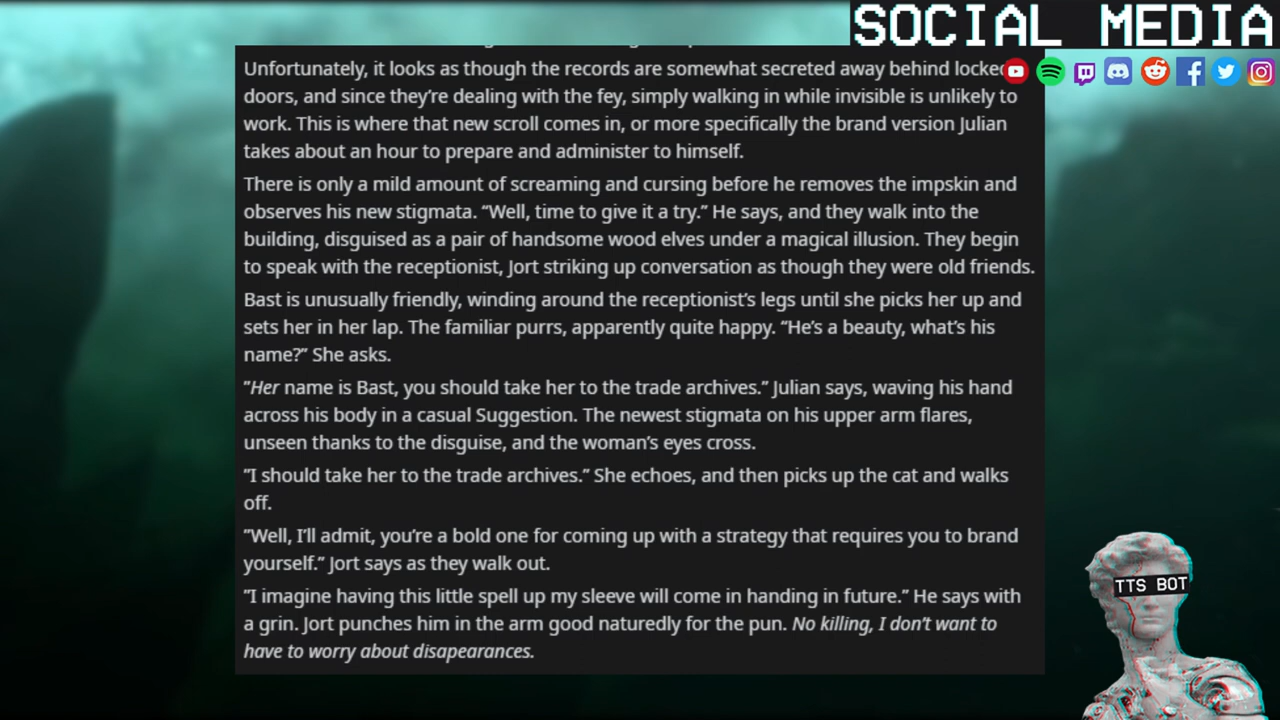 SOCIAL MEDIA
Unfortunately, it looks as though the records are somewhat secreted away behind locked
doors, and since they’re dealing with the fey, simply walking in while invisible is unlikely to
work. This is where that new scroll comes in, or more specifically the brand version Julian
takes about an hour to prepare and administer to himself.
There is only a mild amount of screaming and cursing before he removes the impskin and
observes his new stigmata. “Well, time to give it a try.” He says, and they walk into the
building, disguised as a pair of handsome wood elves under a magical illusion. They begin
to speak with the receptionist, Jort striking up conversation as though they were old friends.
Bast is unusually friendly, winding around the receptionist’s legs until she picks her up and
sets her in her lap. The familiar purrs, apparently quite happy. “He’s a beauty, what’s his
name?” She asks.
“Her name is Bast, you should take her to the trade archives.” Julian says, waving his hand
across his body in a casual Suggestion. The newest stigmata on his upper arm flares,
unseen thanks to the disguise, and the woman’s eyes cross.
“I should take her to the trade archives.” She echoes, and then picks up the cat and walks
off.
“Well, I’ll admit, you’re a bold one for coming up with a strategy that requires you to brand
yourself.” Jort says as they walk out.
“I imagine having this little spell up my sleeve will come in handing in future.” He says with
a grin. Jort punches him in the arm good naturedly for the pun. No killing, I don’t want to
have to worry about disapearances.
TTS BOT